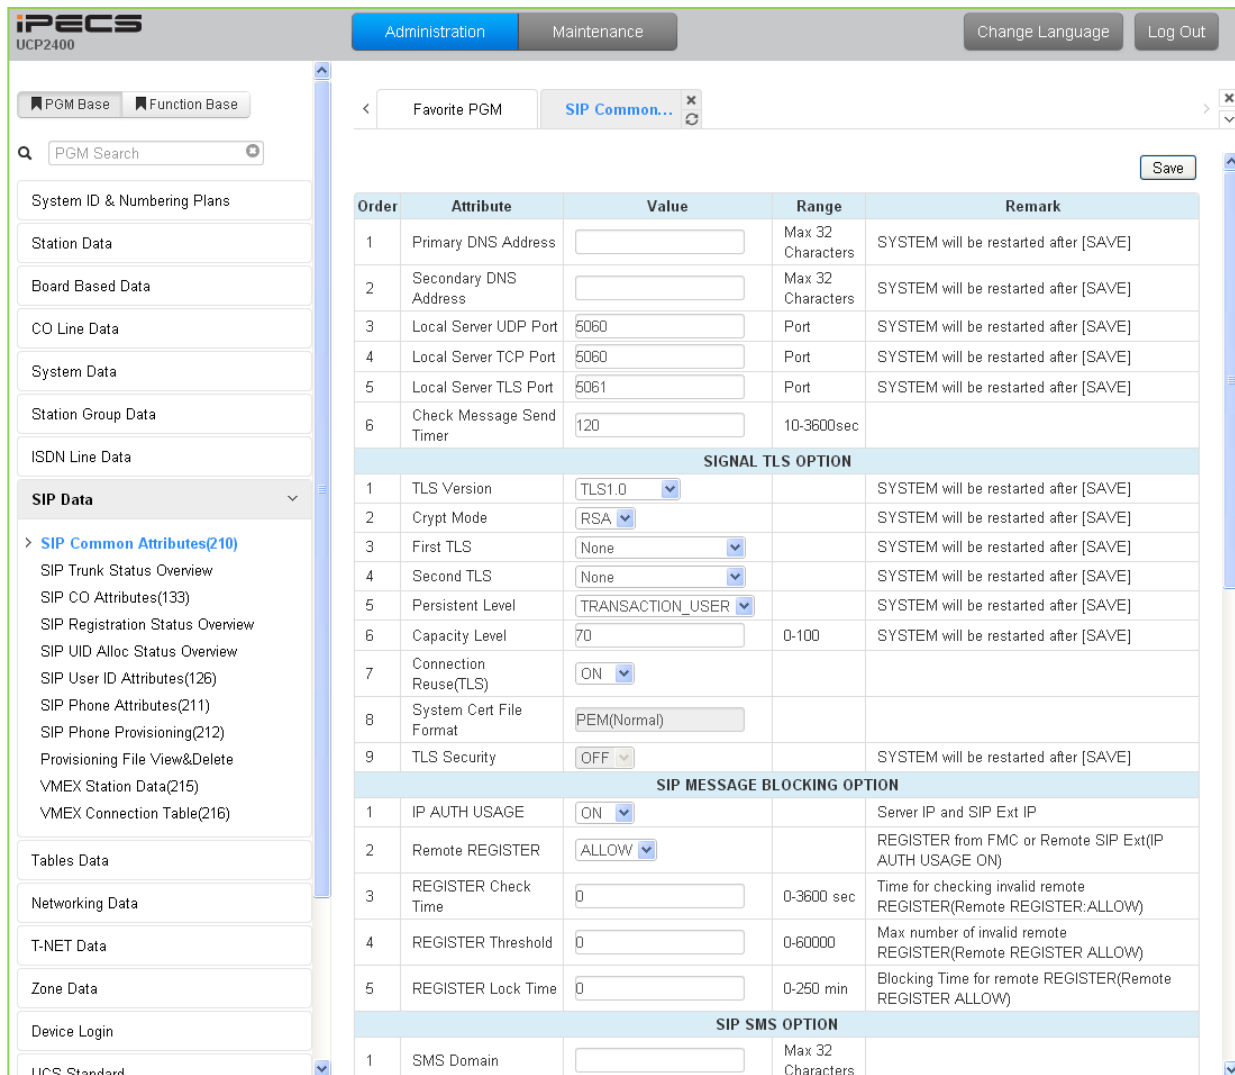 iPECS
UCP2400
Administration
Maintenance
Change Language
Log Out
PGM Base
Function Base
PGM Search
System ID & Numbering Plans
Station Data
Board Based Data
CO Line Data
System Data
Station Group Data
ISDN Line Data
SIP Data
SIP Common Attributes(210)
SIP Trunk Status Overview
SIP CO Attributes(133)
SIP Registration Status Overview
SIP UID Alloc Status Overview
SIP User ID Attributes(126)
SIP Phone Attributes(211)
SIP Phone Provisioning(212)
Provisioning File View&Delete
VMEX Station Data(215)
VMEX Connection Table(216)
Tables Data
Networking Data
T-NET Data
Zone Data
Device Login
UCS Standard
Favorite PGM
SIP Common...
Save
Order Attribute Value Range Remark
1 Primary DNS Address Max 32 Characters SYSTEM will be restarted after [SAVE]
2 Secondary DNS Address Max 32 Characters SYSTEM will be restarted after [SAVE]
3 Local Server UDP Port 5060 Port SYSTEM will be restarted after [SAVE]
4 Local Server TCP Port 5060 Port SYSTEM will be restarted after [SAVE]
5 Local Server TLS Port 5061 Port SYSTEM will be restarted after [SAVE]
6 Check Message Send Timer 120 10-3600sec
SIGNAL TLS OPTION
1 TLS Version TLS1.0 SYSTEM will be restarted after [SAVE]
2 Crypt Mode RSA SYSTEM will be restarted after [SAVE]
3 First TLS None SYSTEM will be restarted after [SAVE]
4 Second TLS None SYSTEM will be restarted after [SAVE]
5 Persistent Level TRANSACTION_USER SYSTEM will be restarted after [SAVE]
6 Capacity Level 70 0-100 SYSTEM will be restarted after [SAVE]
7 Connection Reuse(TLS) ON
8 System Cert File Format PEM(Normal)
9 TLS Security OFF SYSTEM will be restarted after [SAVE]
SIP MESSAGE BLOCKING OPTION
1 IP AUTH USAGE ON Server IP and SIP Ext IP
2 Remote REGISTER ALLOW REGISTER from FMC or Remote SIP Ext(IP AUTH USAGE ON)
3 REGISTER Check Time 0 0-3600 sec Time for checking invalid remote REGISTER(Remote REGISTER:ALLOW)
4 REGISTER Threshold 0 0-60000 Max number of invalid remote REGISTER(Remote REGISTER ALLOW)
5 REGISTER Lock Time 0 0-250 min Blocking Time for remote REGISTER(Remote REGISTER ALLOW)
SIP SMS OPTION
1 SMS Domain Max 32 Characters